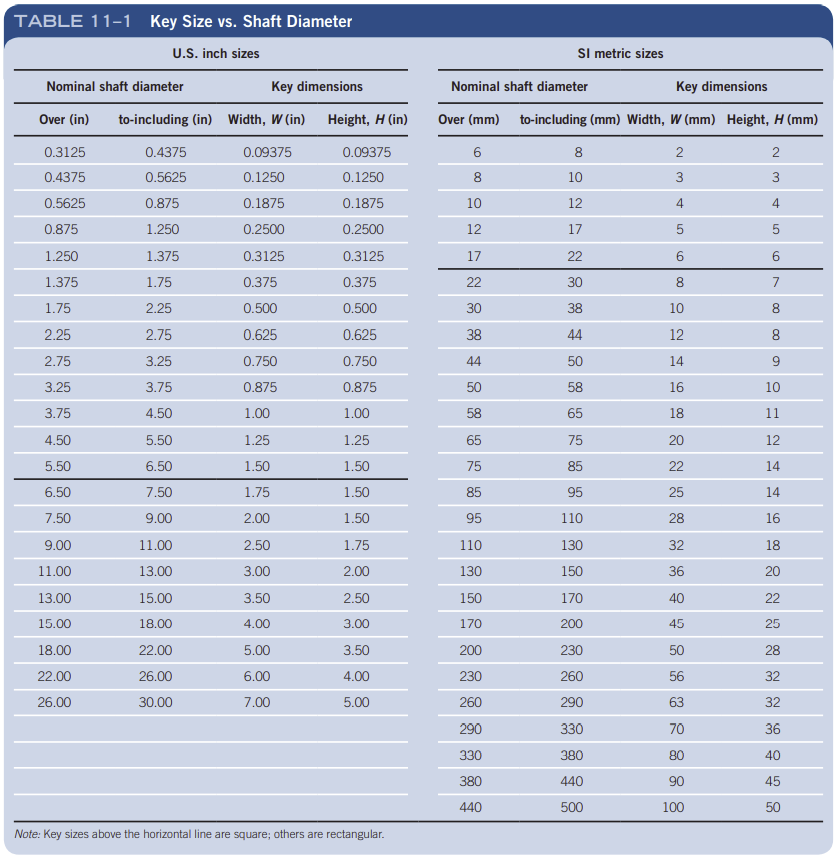 TABLE 11–1 Key Size vs. Shaft Diameter
U.S. inch sizes SI metric sizes
Nominal shaft diameter Key dimensions Nominal shaft diameter Key dimensions
Over (in) to-including (in) Width, W (in) Height, H (in) Over (mm) to-including (mm) Width, W (mm) Height, H (mm)
0.3125 0.4375 0.09375 0.09375 6 8 2 2
0.4375 0.5625 0.1250 0.1250 8 10 3 3
0.5625 0.875 0.1875 0.1875 10 12 4 4
0.875 1.250 0.2500 0.2500 12 17 5 5
1.250 1.375 0.3125 0.3125 17 22 6 6
1.375 1.75 0.375 0.375 22 30 8 7
1.75 2.25 0.500 0.500 30 38 10 8
2.25 2.75 0.625 0.625 38 44 12 8
2.75 3.25 0.750 0.750 44 50 14 9
3.25 3.75 0.875 0.875 50 58 16 10
3.75 4.50 1.00 1.00 58 65 18 11
4.50 5.50 1.25 1.25 65 75 20 12
5.50 6.50 1.50 1.50 75 85 22 14
6.50 7.50 1.75 1.50 85 95 25 14
7.50 9.00 2.00 1.50 95 110 28 16
9.00 11.00 2.50 1.75 110 130 32 18
11.00 13.00 3.00 2.00 130 150 36 20
13.00 15.00 3.50 2.50 150 170 40 22
15.00 18.00 4.00 3.00 170 200 45 25
18.00 22.00 5.00 3.50 200 230 50 28
22.00 26.00 6.00 4.00 230 260 56 32
26.00 30.00 7.00 5.00 260 290 63 32
290 330 70 36
330 380 80 40
380 440 90 45
440 500 100 50
Note: Key sizes above the horizontal line are square; others are rectangular.